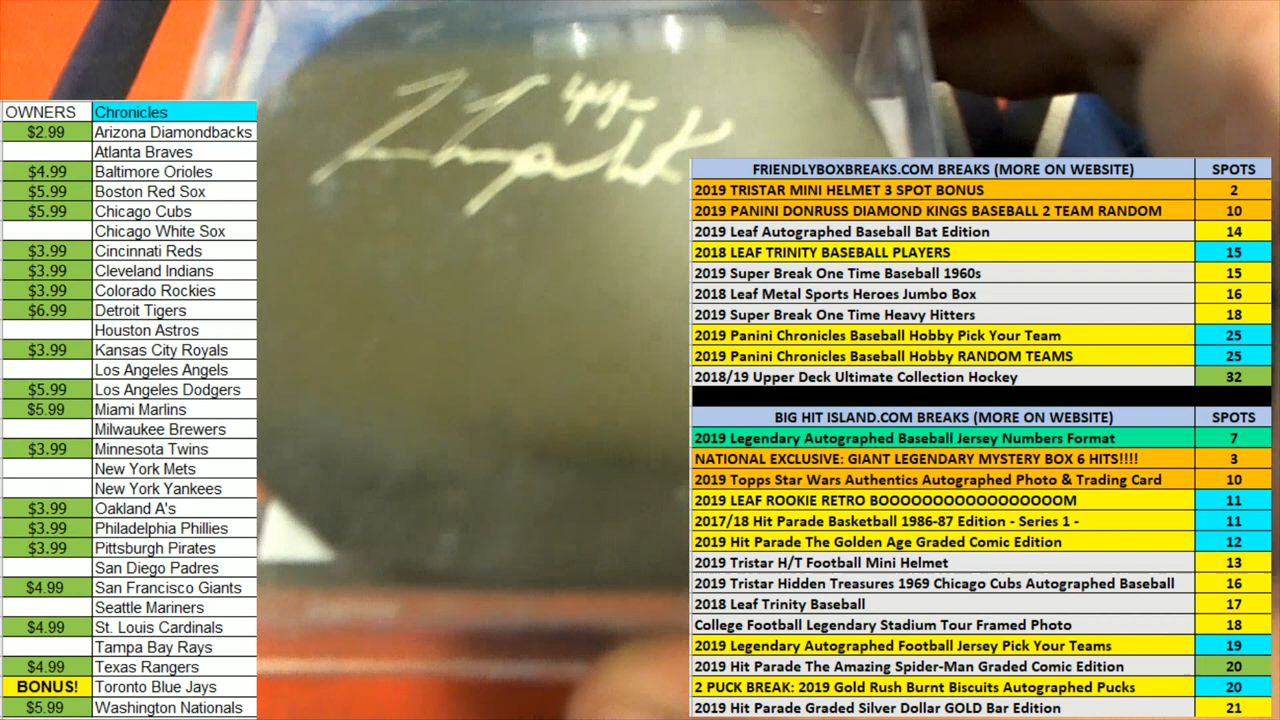 OWNERS Chronicles
$2.99 Arizona Diamondbacks
Atlanta Braves
$4.99 Baltimore Orioles
$5.99 Boston Red Sox
$5.99 Chicago Cubs
Chicago White Sox
$3.99 Cincinnati Reds
$3.99 Cleveland Indians
$3.99 Colorado Rockies
$6.99 Detroit Tigers
Houston Astros
$3.99 Kansas City Royals
Los Angeles Angels
$5.99 Los Angeles Dodgers
$5.99 Miami Marlins
Milwaukee Brewers
$3.99 Minnesota Twins
New York Mets
New York Yankees
$3.99 Oakland A's
$3.99 Philadelphia Phillies
$3.99 Pittsburgh Pirates
San Diego Padres
$4.99 San Francisco Giants
Seattle Mariners
$4.99 St. Louis Cardinals
Tampa Bay Rays
$4.99 Texas Rangers
BONUS! Toronto Blue Jays
$5.99 Washington Nationals
FRIENDLYBOXBREAKS.COM BREAKS (MORE ON WEBSITE) SPOTS
2019 TRISTAR MINI HELMET 3 SPOT BONUS 2
2019 PANINI DONRUSS DIAMOND KINGS BASEBALL 2 TEAM RANDOM 10
2019 Leaf Autographed Baseball Bat Edition 14
2018 LEAF TRINITY BASEBALL PLAYERS 15
2019 Super Break One Time Baseball 1960s 15
2018 Leaf Metal Sports Heroes Jumbo Box 16
2019 Super Break One Time Heavy Hitters 18
2019 Panini Chronicles Baseball Hobby Pick Your Team 25
2019 Panini Chronicles Baseball Hobby RANDOM TEAMS 25
2018/19 Upper Deck Ultimate Collection Hockey 32
BIG HIT ISLAND.COM BREAKS (MORE ON WEBSITE) SPOTS
2019 Legendary Autographed Baseball Jersey Numbers Format 7
NATIONAL EXCLUSIVE: GIANT LEGENDARY MYSTERY BOX 6 HITS!!!! 3
2019 Topps Star Wars Authentics Autographed Photo & Trading Card 10
2019 LEAF ROOKIE RETRO BOOOOOOOOOOOOOOOOM 11
2017/18 Hit Parade Basketball 1986-87 Edition - Series 1 - 11
2019 Hit Parade The Golden Age Graded Comic Edition 12
2019 Tristar H/T Football Mini Helmet 13
2019 Tristar Hidden Treasures 1969 Chicago Cubs Autographed Baseball 16
2018 Leaf Trinity Baseball 17
College Football Legendary Stadium Tour Framed Photo 18
2019 Legendary Autographed Football Jersey Pick Your Teams 19
2019 Hit Parade The Amazing Spider-Man Graded Comic Edition 20
2 PUCK BREAK: 2019 Gold Rush Burnt Biscuits Autographed Pucks 20
2019 Hit Parade Graded Silver Dollar GOLD Bar Edition 21